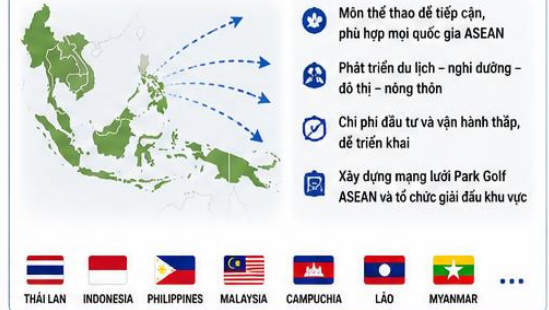 Môn thể thao dễ tiếp cận,
phù hợp mọi quốc gia ASEAN
Phát triển du lịch – nghỉ dưỡng –
đô thị – nông thôn
Chi phí đầu tư và vận hành thấp,
dễ triển khai
Xây dựng mạng lưới Park Golf
ASEAN và tổ chức giải đấu khu vực
THÁI LAN
INDONESIA
PHILIPPINES
MALAYSIA
CAMPUCHIA
LÀO
MYANMAR
...